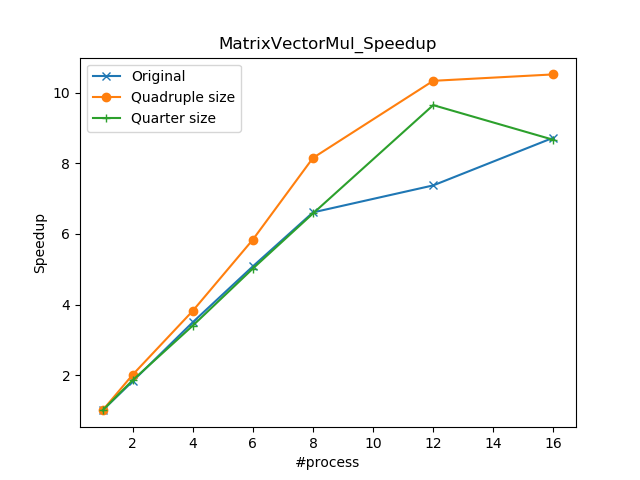 MatrixVectorMul_Speedup
Original
Quadruple size
Quarter size
Speedup
10
8
6
4
2
2 4 6 8 10 12 14 16
#process